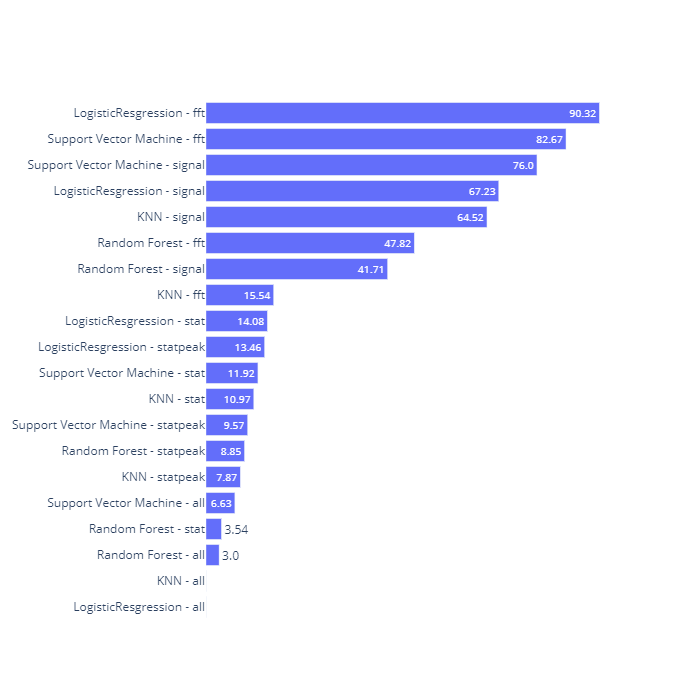 LogisticResgression - fft 90.32
Support Vector Machine - fft 82.67
Support Vector Machine - signal 76.0
LogisticResgression - signal 67.23
KNN - signal 64.52
Random Forest - fft 47.82
Random Forest - signal 41.71
KNN - fft 15.54
LogisticResgression - stat 14.08
LogisticResgression - statpeak 13.46
Support Vector Machine - stat 11.92
KNN - stat 10.97
Support Vector Machine - statpeak 9.57
Random Forest - statpeak 8.85
KNN - statpeak 7.87
Support Vector Machine - all 6.63
Random Forest - stat 3.54
Random Forest - all 3.0
KNN - all
LogisticResgression - all